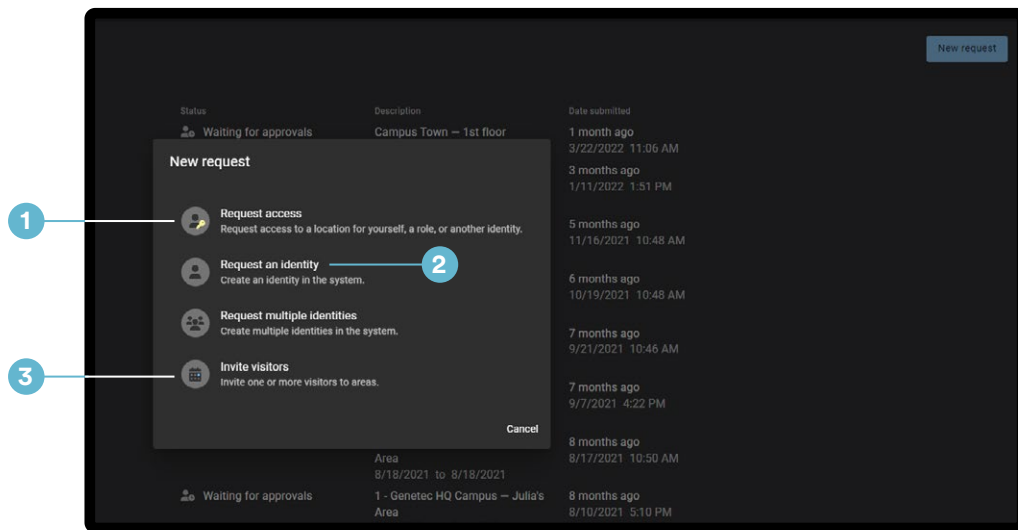 New request
Status Description Date submitted
Waiting for approvals Campus Town — 1st floor 1 month ago
3/22/2022 11:06 AM
New request
3 months ago
1/11/2022 1:51 PM
1
Request access
Request access to a location for yourself, a role, or another identity.
5 months ago
11/16/2021 10:48 AM
Request an identity
2
Create an identity in the system.
6 months ago
10/19/2021 10:48 AM
Request multiple identities
Create multiple identities in the system.
7 months ago
9/21/2021 10:46 AM
3
Invite visitors
Invite one or more visitors to areas.
7 months ago
9/7/2021 4:22 PM
Cancel
8 months ago
Area 8/17/2021 10:50 AM
8/18/2021 to 8/18/2021
Waiting for approvals 1 - Genetec HQ Campus — Julia's 8 months ago
Area 8/10/2021 5:10 PM